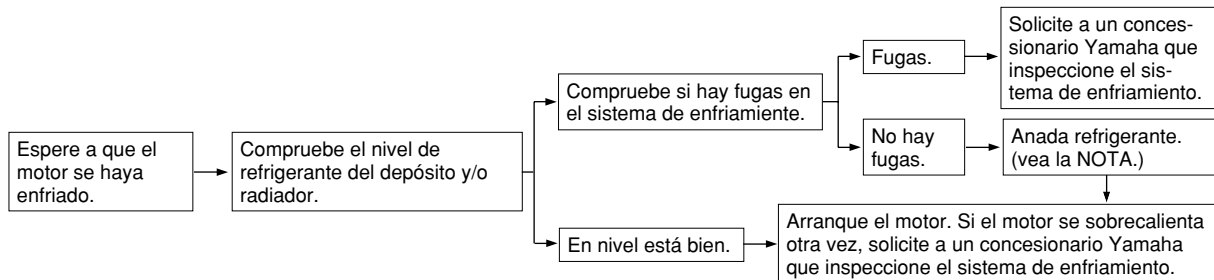 Espere a que el
motor se haya
enfriado.
Compruebe el nivel de
refrigerante del depósito y/o
radiador.
Compruebe si hay fugas en
el sistema de enfriamiente.
Fugas.
Solicite a un conces-
sionario Yamaha que
inspeccione el sis-
tema de enfriamiento.
No hay
fugas.
Anada refrigerante.
(vea la NOTA.)
En nivel está bien.
Arranque el motor. Si el motor se sobrecalienta
otra vez, solicite a un concesionario Yamaha
que inspeccione el sistema de enfriamiento.